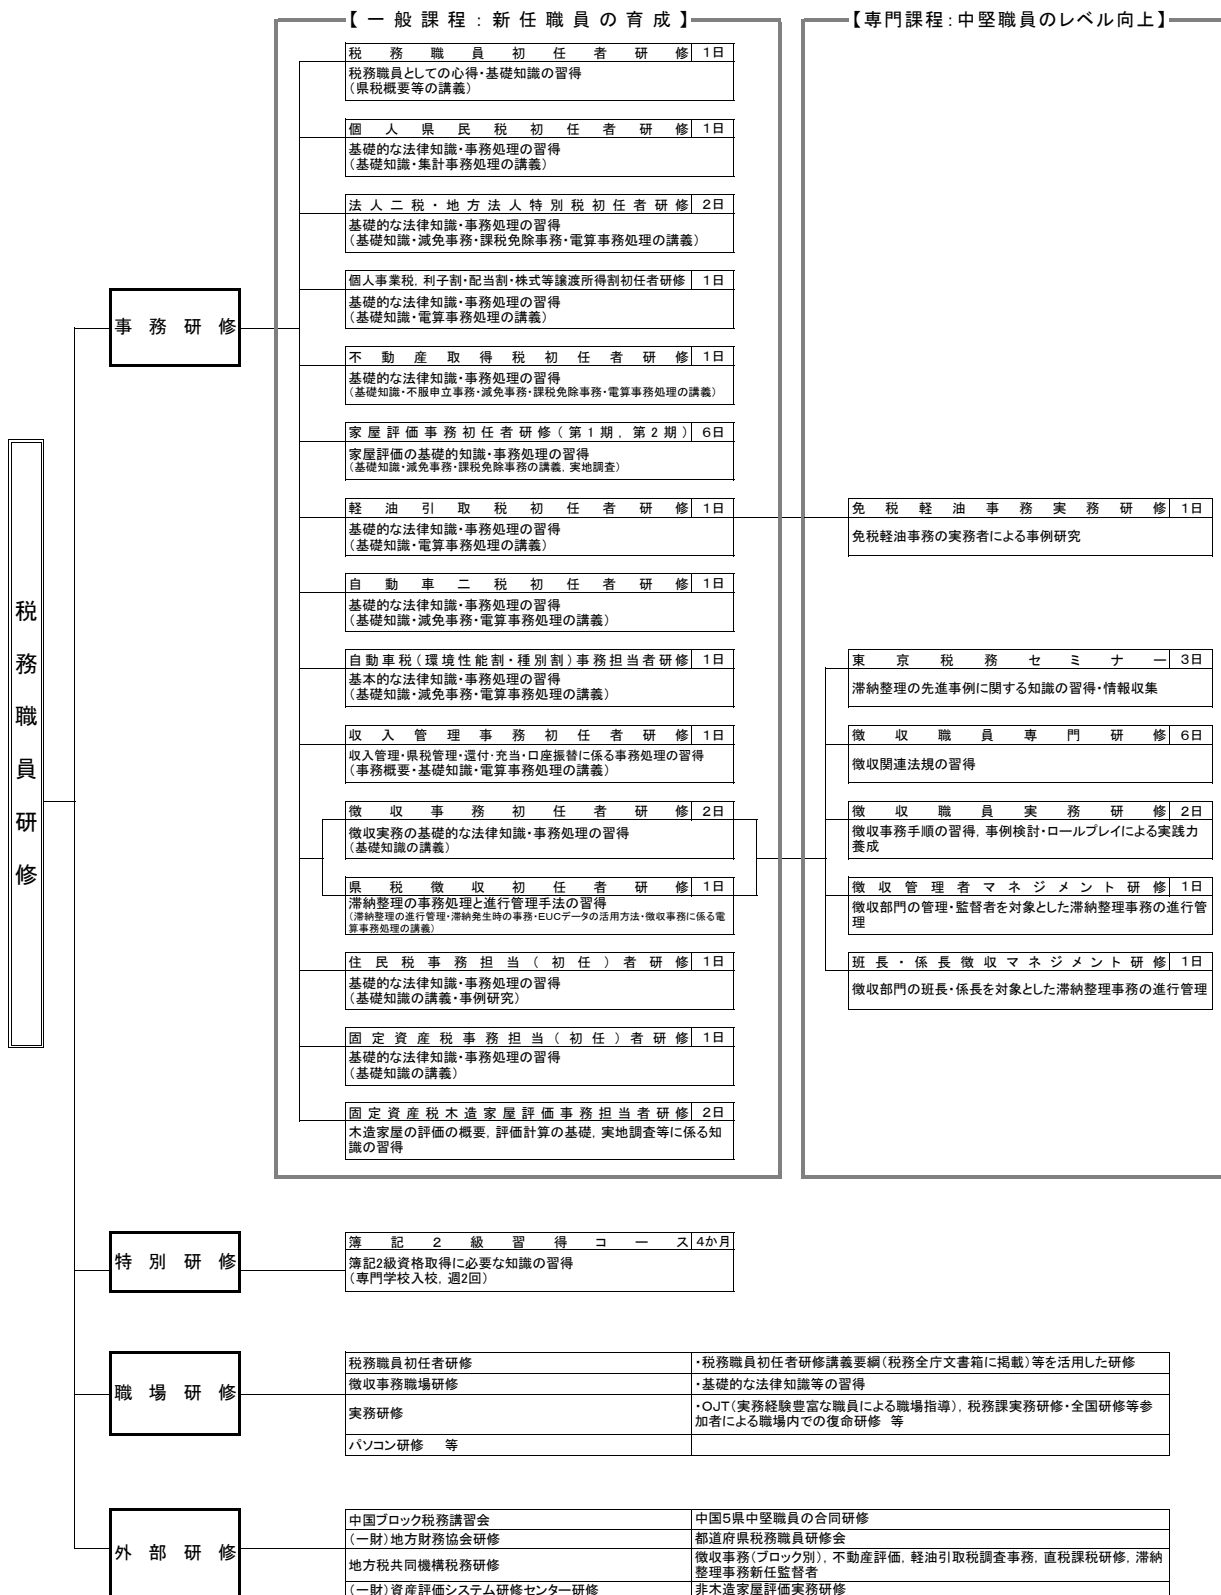 【一般課程：新任職員の育成】
【専門課程：中堅職員のレベル向上】
税務職員研修
事務研修
税務職員初任者研修 1日
税務職員としての心得・基礎知識の習得
（県税概要等の講義）
個人県民税初任者研修 1日
基礎的な法律知識・事務処理の習得
（基礎知識・集計事務処理の講義）
法人二税・地方法人特別税初任者研修 2日
基礎的な法律知識・事務処理の習得
（基礎知識・減免事務・課税免除事務・電算事務処理の講義）
個人事業税，利子割・配当割・株式等譲渡所得割初任者研修 1日
基礎的な法律知識・事務処理の習得
（基礎知識・電算事務処理の講義）
不動産取得税初任者研修 1日
基礎的な法律知識・事務処理の習得
（基礎知識・不服申立事務・減免事務・課税免除事務・電算事務処理の講義）
家屋評価事務初任者研修（第1期，第2期） 6日
家屋評価の基礎的知識・事務処理の習得
（基礎知識・減免事務・課税免除事務の講義，実地調査）
軽油引取税初任者研修 1日
基礎的な法律知識・事務処理の習得
（基礎知識・電算事務処理の講義）
免税軽油事務実務研修 1日
免税軽油事務の実務者による事例研究
自動車二税初任者研修 1日
基礎的な法律知識・事務処理の習得
（基礎知識・減免事務・電算事務処理の講義）
自動車税（環境性能割・種別割）事務担当者研修 1日
基本的な法律知識・事務処理の習得
（基礎知識・減免事務・電算事務処理の講義）
収入管理事務初任者研修 1日
収入管理・県税管理・還付・充当・口座振替に係る事務処理の習得
（事務概要・基礎知識・電算事務処理の講義）
徴収事務初任者研修 2日
徴収実務の基礎的な法律知識・事務処理の習得
（基礎知識の講義）
県税徴収初任者研修 1日
滞納整理の事務処理と進行管理手法の習得
（滞納整理の進行管理・滞納発生時の事務・EUCデータの活用方法・徴収事務に係る電
算事務処理の講義）
住民税事務担当（初任）者研修 1日
基礎的な法律知識・事務処理の習得
（基礎知識の講義・事例研究）
固定資産税事務担当（初任）者研修 1日
基礎的な法律知識・事務処理の習得
（基礎知識の講義）
固定資産税木造家屋評価事務担当者研修 2日
木造家屋の評価の概要，評価計算の基礎，実地調査等に係る知
識の習得
東京税務セミナー 3日
滞納整理の先進事例に関する知識の習得・情報収集
徴収職員専門研修 6日
徴収関連法規の習得
徴収職員実務研修 2日
徴収事務手順の習得，事例検討・ロールプレイによる実践力
養成
徴収管理者マネジメント研修 1日
徴収部門の管理・監督者を対象とした滞納整理事務の進行管
理
班長・係長徴収マネジメント研修 1日
徴収部門の班長・係長を対象とした滞納整理事務の進行管理
特別研修
簿記2級習得コース 4か月
簿記2級資格取得に必要な知識の習得
（専門学校入校，週2回）
職場研修
税務職員初任者研修 ・税務職員初任者研修講義要綱（税務全庁文書箱に掲載）等を活用した研修
徴収事務職場研修 ・基礎的な法律知識等の習得
実務研修 ・OJT（実務経験豊富な職員による職場指導），税務課実務研修・全国研修等参
加者による職場内での復命研修 等
パソコン研修 等
外部研修
中国ブロック税務講習会 中国5県中堅職員の合同研修
（一財）地方財務協会研修 都道府県税務職員研修会
地方税共同機構税務研修 徴収事務（ブロック別），不動産評価，軽油引取税調査事務，直税課税研修，滞納
整理事務新任監督者
（一財）資産評価システム研修センター研修 非木造家屋評価実務研修